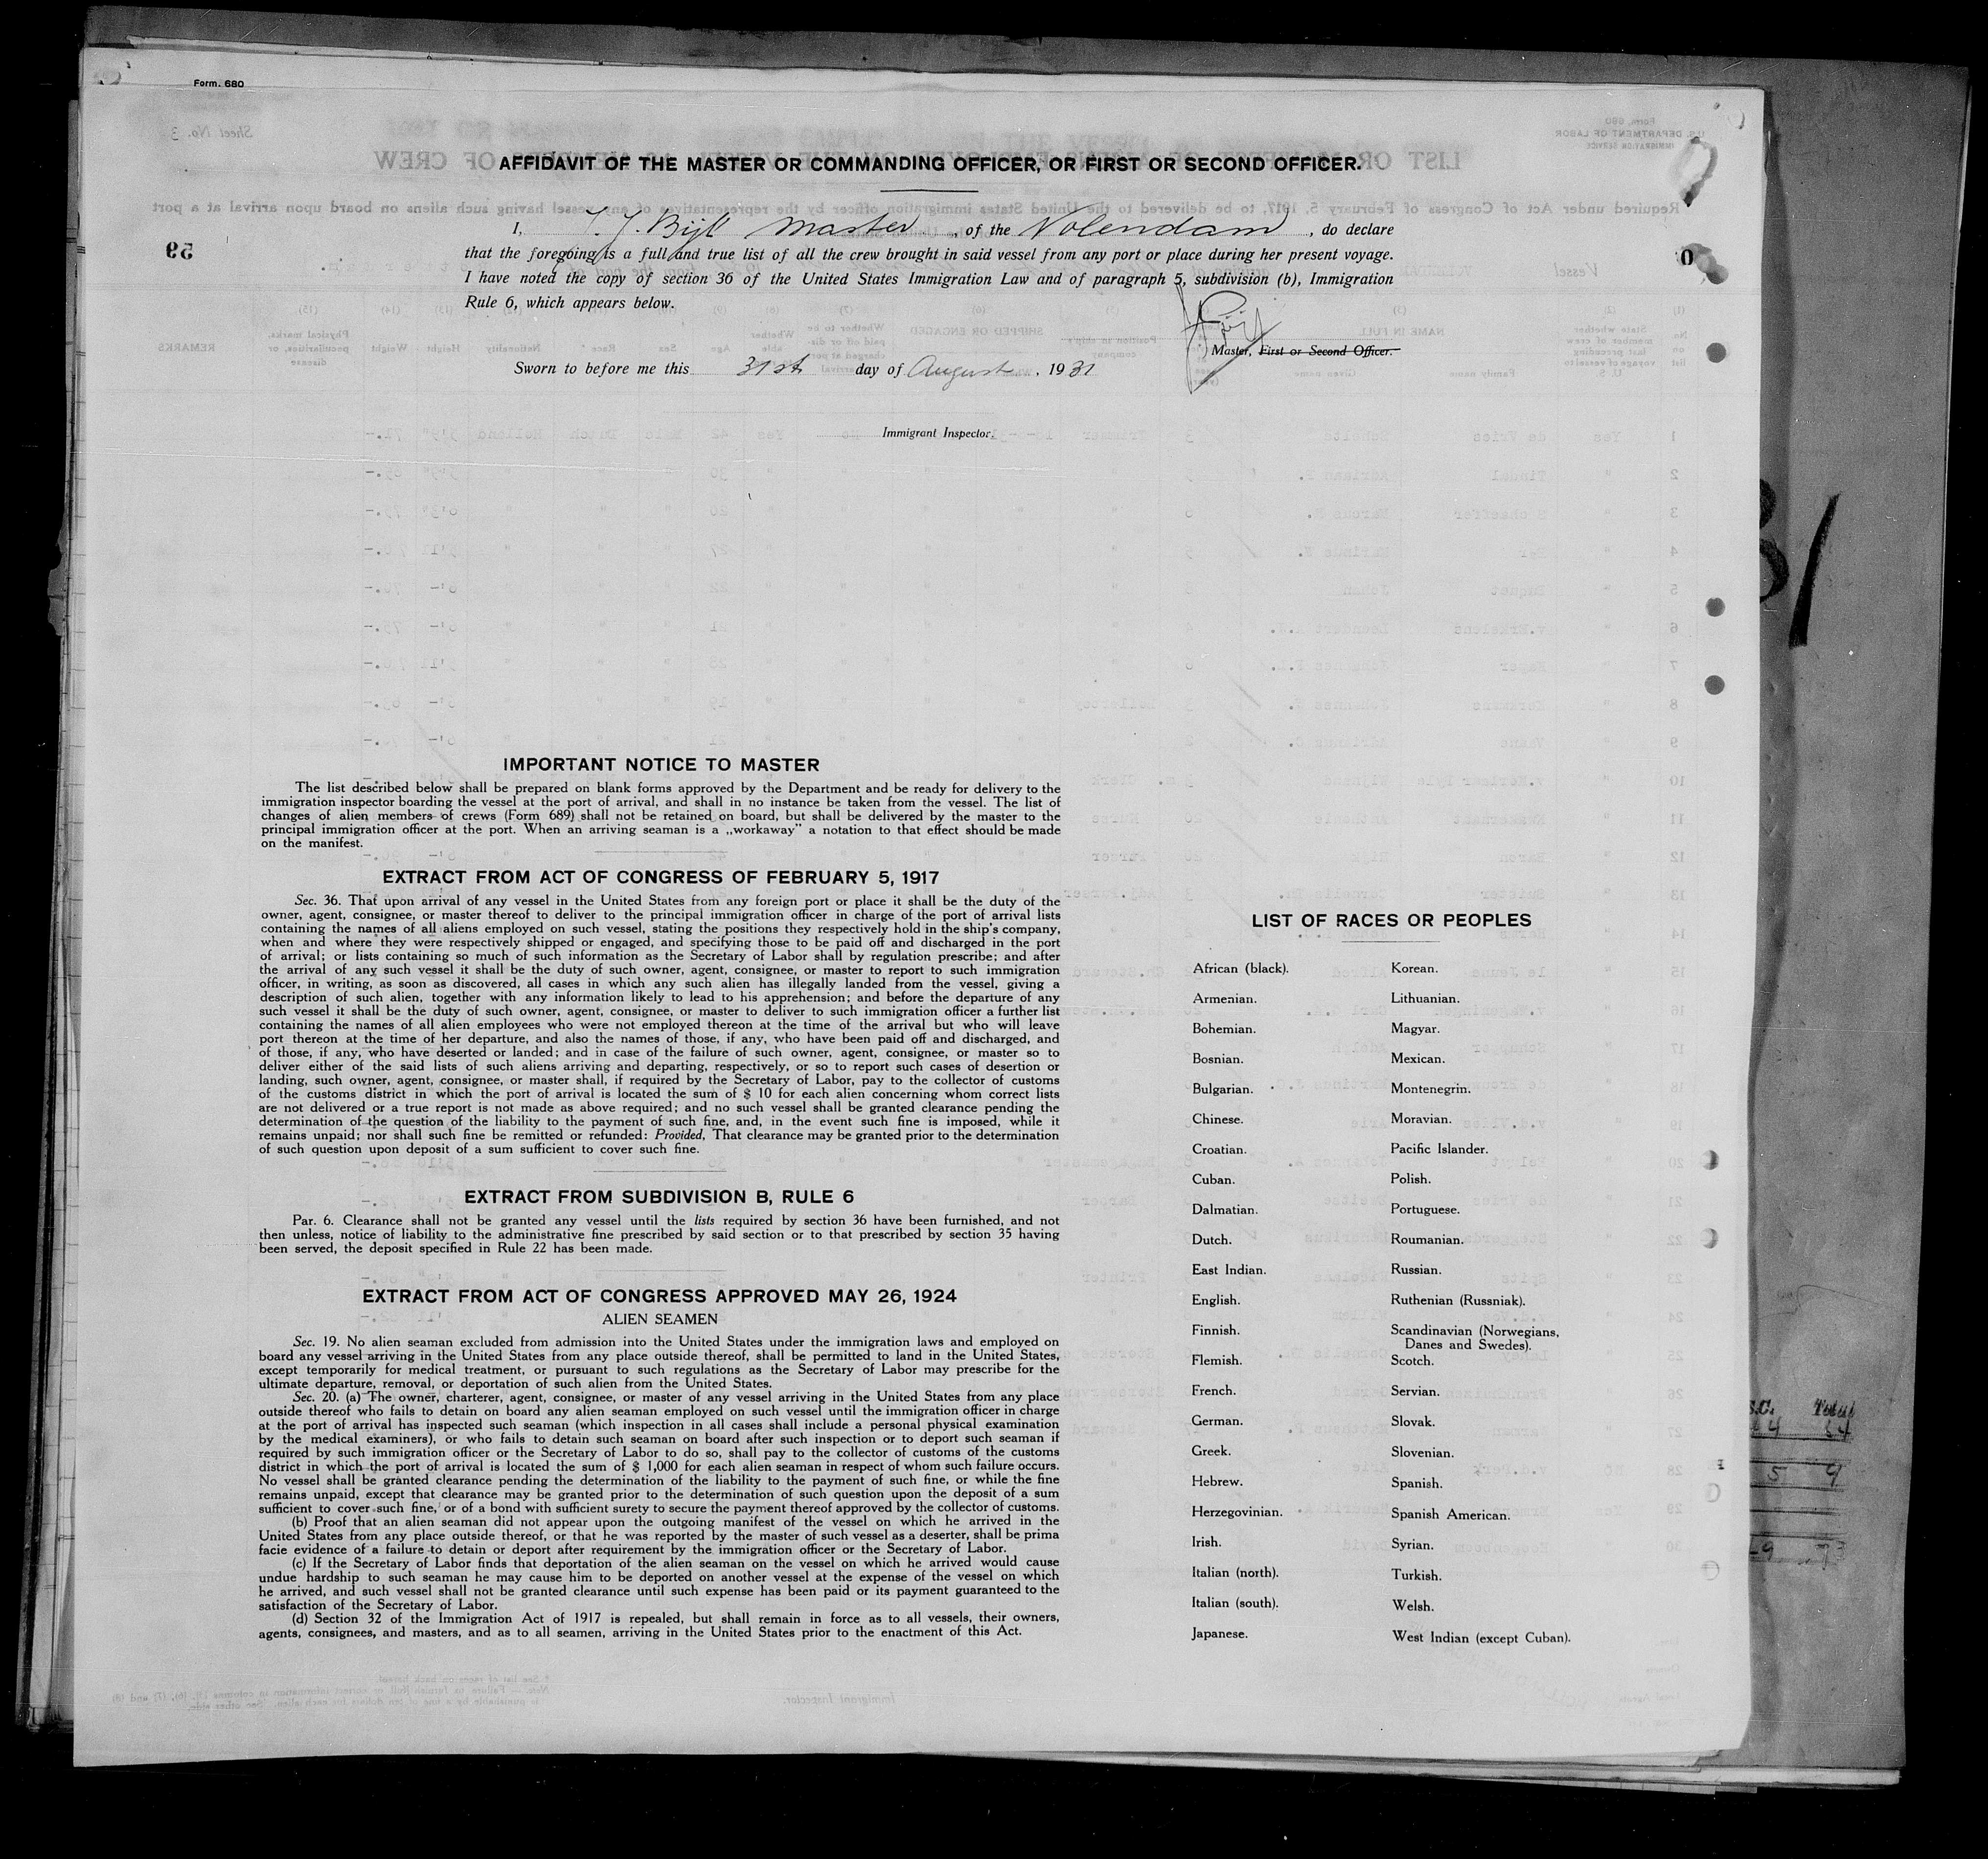 Form. 680
AFFIDAVIT OF THE MASTER OR COMMANDING OFFICER, OR FIRST OR SECOND OFFICER.
I, Bijl Master, of the Volendam, do declare
that the foregoing is a full and true list of all the crew brought in said vessel from any port or place during her present voyage.
I have noted the copy of section 36 of the United States Immigration Law and of paragraph 5, subdivision (b), Immigration
Rule 6, which appears below.
Master, First or Second Officer.
Sworn to before me this 31st day of August, 1931
Immigrant Inspector.
59
IMPORTANT NOTICE TO MASTER
The list described below shall be prepared on blank forms approved by the Department and be ready for delivery to the
immigration inspector boarding the vessel at the port of arrival, and shall in no instance be taken from the vessel. The list of
changes of alien members of crews (Form 689) shall not be retained on board, but shall be delivered by the master to the
principal immigration officer at the port. When an arriving seaman is a „workaway” a notation to that effect should be made
on the manifest.
EXTRACT FROM ACT OF CONGRESS OF FEBRUARY 5, 1917
Sec. 36. That upon arrival of any vessel in the United States from any foreign port or place it shall be the duty of the
owner, agent, consignee, or master thereof to deliver to the principal immigration officer in charge of the port of arrival lists
containing the names of all aliens employed on such vessel, stating the positions they respectively hold in the ship's company,
when and where they were respectively shipped or engaged, and specifying those to be paid off and discharged in the port
of arrival; or lists containing so much of such information as the Secretary of Labor shall by regulation prescribe; and after
the arrival of any such vessel it shall be the duty of such owner, agent, consignee, or master to report to such immigration
officer, in writing, as soon as discovered, all cases in which any such alien has illegally landed from the vessel, giving a
description of such alien, together with any information likely to lead to his apprehension; and before the departure of any
such vessel it shall be the duty of such owner, agent, consignee, or master to deliver to such immigration officer a further list
containing the names of all alien employees who were not employed thereon at the time of the arrival but who will leave
port thereon at the time of her departure, and also the names of those, if any, who have been paid off and discharged, and
of those, if any, who have deserted or landed; and in case of the failure of such owner, agent, consignee, or master so to
deliver either of the said lists of such aliens arriving and departing, respectively, or so to report such cases of desertion or
landing, such owner, agent, consignee, or master shall, if required by the Secretary of Labor, pay to the collector of customs
of the customs district in which the port of arrival is located the sum of $ 10 for each alien concerning whom correct lists
are not delivered or a true report is not made as above required; and no such vessel shall be granted clearance pending the
determination of the question of the liability to the payment of such fine, and, in the event such fine is imposed, while it
remains unpaid; nor shall such fine be remitted or refunded: Provided, That clearance may be granted prior to the determination
of such question upon deposit of a sum sufficient to cover such fine.
EXTRACT FROM SUBDIVISION B, RULE 6
Par. 6. Clearance shall not be granted any vessel until the lists required by section 36 have been furnished, and not
then unless, notice of liability to the administrative fine prescribed by said section or to that prescribed by section 35 having
been served, the deposit specified in Rule 22 has been made.
EXTRACT FROM ACT OF CONGRESS APPROVED MAY 26, 1924
ALIEN SEAMEN
Sec. 19. No alien seaman excluded from admission into the United States under the immigration laws and employed on
board any vessel arriving in the United States from any place outside thereof, shall be permitted to land in the United States,
except temporarily for medical treatment, or pursuant to such regulations as the Secretary of Labor may prescribe for the
ultimate departure, removal, or deportation of such alien from the United States.
Sec. 20. (a) The owner, charterer, agent, consignee, or master of any vessel arriving in the United States from any place
outside thereof who fails to detain on board any alien seaman employed on such vessel until the immigration officer in charge
at the port of arrival has inspected such seaman (which inspection in all cases shall include a personal physical examination
by the medical examiners), or who fails to detain such seaman on board after such inspection or to deport such seaman if
required by such immigration officer or the Secretary of Labor to do so, shall pay to the collector of customs of the customs
district in which the port of arrival is located the sum of $ 1,000 for each alien seaman in respect of whom such failure occurs.
No vessel shall be granted clearance pending the determination of the liability to the payment of such fine, or while the fine
remains unpaid, except that clearance may be granted prior to the determination of such question upon the deposit of a sum
sufficient to cover such fine, or of a bond with sufficient surety to secure the payment thereof approved by the collector of customs.
(b) Proof that an alien seaman did not appear upon the outgoing manifest of the vessel on which he arrived in the
United States from any place outside thereof, or that he was reported by the master of such vessel as a deserter, shall be prima
facie evidence of a failure to detain or deport after requirement by the immigration officer or the Secretary of Labor.
(c) If the Secretary of Labor finds that deportation of the alien seaman on the vessel on which he arrived would cause
undue hardship to such seaman he may cause him to be deported on another vessel at the expense of the vessel on which
he arrived, and such vessel shall not be granted clearance until such expense has been paid or its payment guaranteed to the
satisfaction of the Secretary of Labor.
(d) Section 32 of the Immigration Act of 1917 is repealed, but shall remain in force as to all vessels, their owners,
agents, consignees, and masters, and as to all seamen, arriving in the United States prior to the enactment of this Act.
LIST OF RACES OR PEOPLES
African (black).
Armenian.
Bohemian.
Bosnian.
Bulgarian.
Chinese.
Croatian.
Cuban.
Dalmatian.
Dutch.
East Indian.
English.
Finnish.
Flemish.
French.
German.
Greek.
Hebrew.
Herzegovinian.
Irish.
Italian (north).
Italian (south).
Japanese.
Korean.
Lithuanian.
Magyar.
Mexican.
Montenegrin.
Moravian.
Pacific Islander.
Polish.
Portuguese.
Roumanian.
Russian.
Ruthenian (Russniak).
Scandinavian (Norwegians,
Danes and Swedes).
Scotch.
Servian.
Slovak.
Slovenian.
Spanish.
Spanish American.
Syrian.
Turkish.
Welsh.
West Indian (except Cuban).
Total